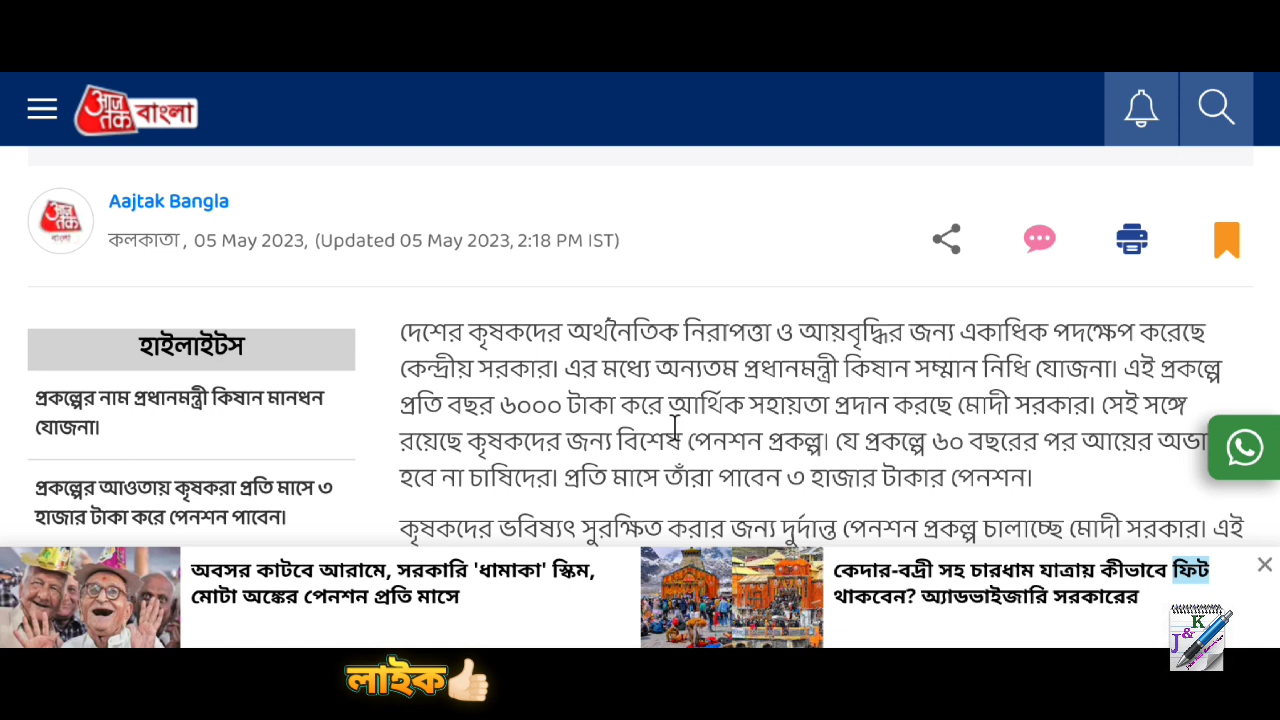 आज तक বাংলা
Aajtak Bangla
কলকাতা , 05 May 2023, (Updated 05 May 2023, 2:18 PM IST)
হাইলাইটস
প্রকল্পের নাম প্রধানমন্ত্রী কিষান মানধন
যোজনা।
প্রকল্পের আওতায় কৃষকরা প্রতি মাসে ৩
হাজার টাকা করে পেনশন পাবেন।
দেশের কৃষকদের অর্থনৈতিক নিরাপত্তা ও আয়বৃদ্ধির জন্য একাধিক পদক্ষেপ করেছে
কেন্দ্রীয় সরকার। এর মধ্যে অন্যতম প্রধানমন্ত্রী কিষান সম্মান নিধি যোজনা। এই প্রকল্পে
প্রতি বছর ৬০০০ টাকা করে আর্থিক সহায়তা প্রদান করছে মোদী সরকার। সেই সঙ্গে
রয়েছে কৃষকদের জন্য বিশেষ পেনশন প্রকল্প। যে প্রকল্পে ৬০ বছরের পর আয়ের
হবে না চাষিদের। প্রতি মাসে তাঁরা পাবেন ৩ হাজার টাকার পেনশন।
কৃষকদের ভবিষ্যৎ সুরক্ষিত করার জন্য দুর্দান্ত পেনশন প্রকল্প চালাচ্ছে মোদী সরকার। এই
অবসর কাটবে আরামে, সরকারি 'ধামাকা' স্কিম,
মোটা অঙ্কের পেনশন প্রতি মাসে
কেদার-বদ্রী সহ চারধাম যাত্রায় কীভাবে ফিট
থাকবেন? অ্যাডভাইজারি সরকারের
J&K
লাইক